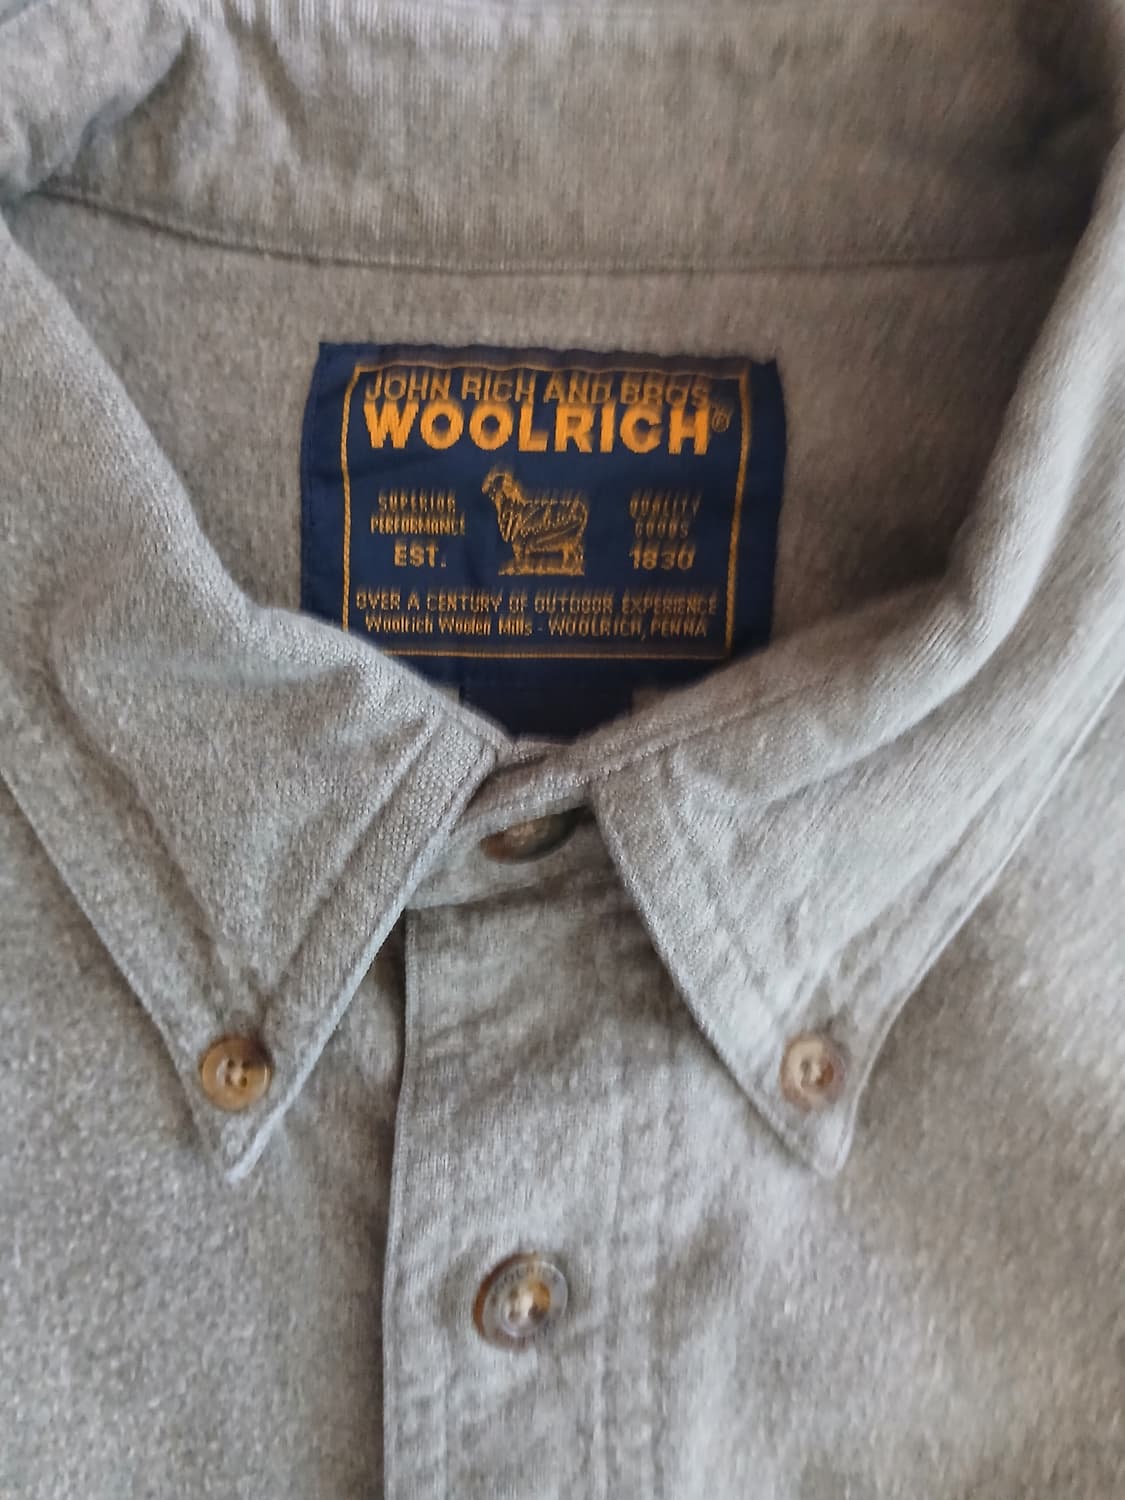 JOHN RICH AND BROS.
WOOLRICH®
SUPERIOR
PERFORMANCE
EST.
Woolrich
QUALITY
GOODS
1830
OVER A CENTURY OF OUTDOOR EXPERIENCE
Woolrich Woolen Mills - WOOLRICH, PENNA